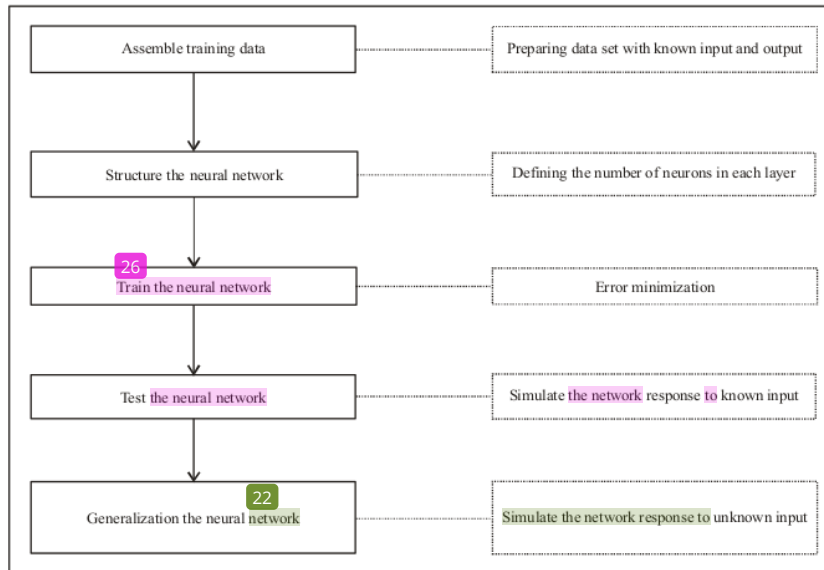 Assemble training data
Preparing data set with known input and output
Structure the neural network
Defining the number of neurons in each layer
26
Train the neural network
Error minimization
Test the neural network
Simulate the network response to known input
22
Generalization the neural network
Simulate the network response to unknown input